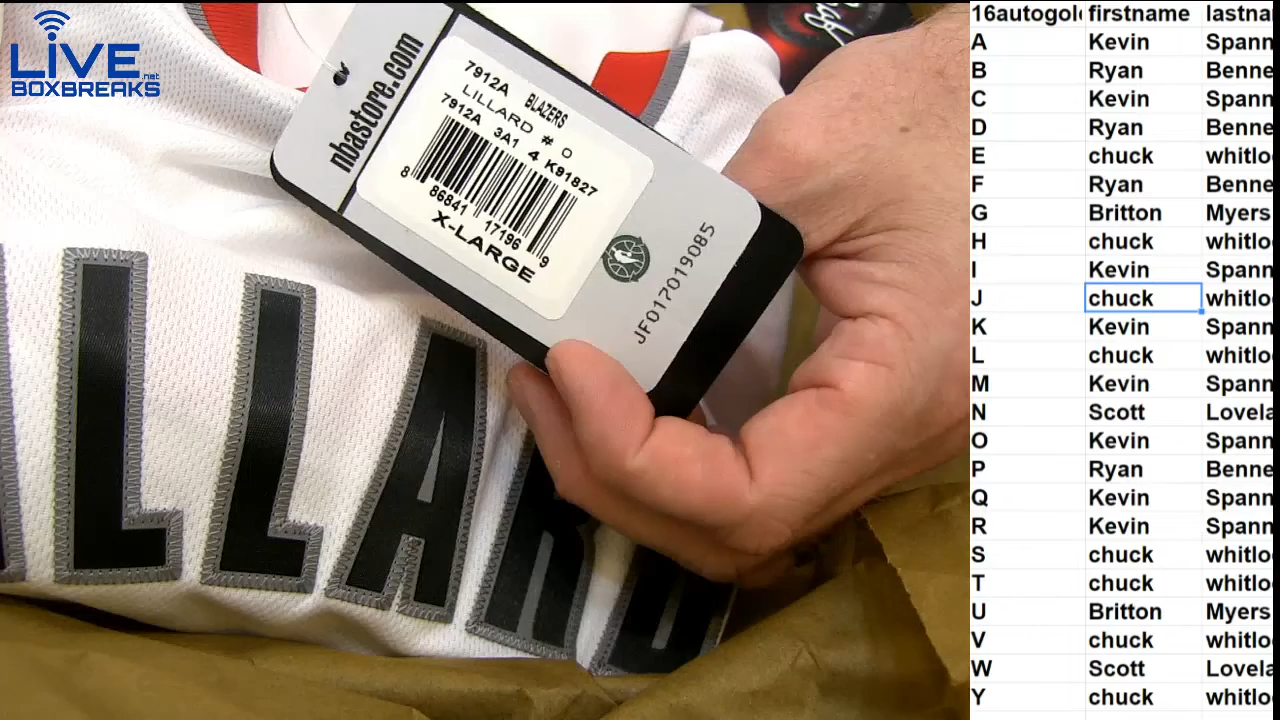 LIVE.net
BOXBREAKS
nbastore.com
7912A BLAZERS
LILLARD # 0
7912A 3A1 4 K91827
8 86841 17196 9
X-LARGE
JF017019085
LLARD
16autogol firstname lastna
A Kevin Spann
B Ryan Benne
C Kevin Spann
D Ryan Benne
E chuck whitlo
F Ryan Benne
G Britton Myers
H chuck whitlo
I Kevin Spann
J chuck whitlo
K Kevin Spann
L chuck whitlo
M Kevin Spann
N Scott Lovela
O Kevin Spann
P Ryan Benne
Q Kevin Spann
R Kevin Spann
S chuck whitlo
T chuck whitlo
U Britton Myers
V chuck whitlo
W Scott Lovela
Y chuck whitlo